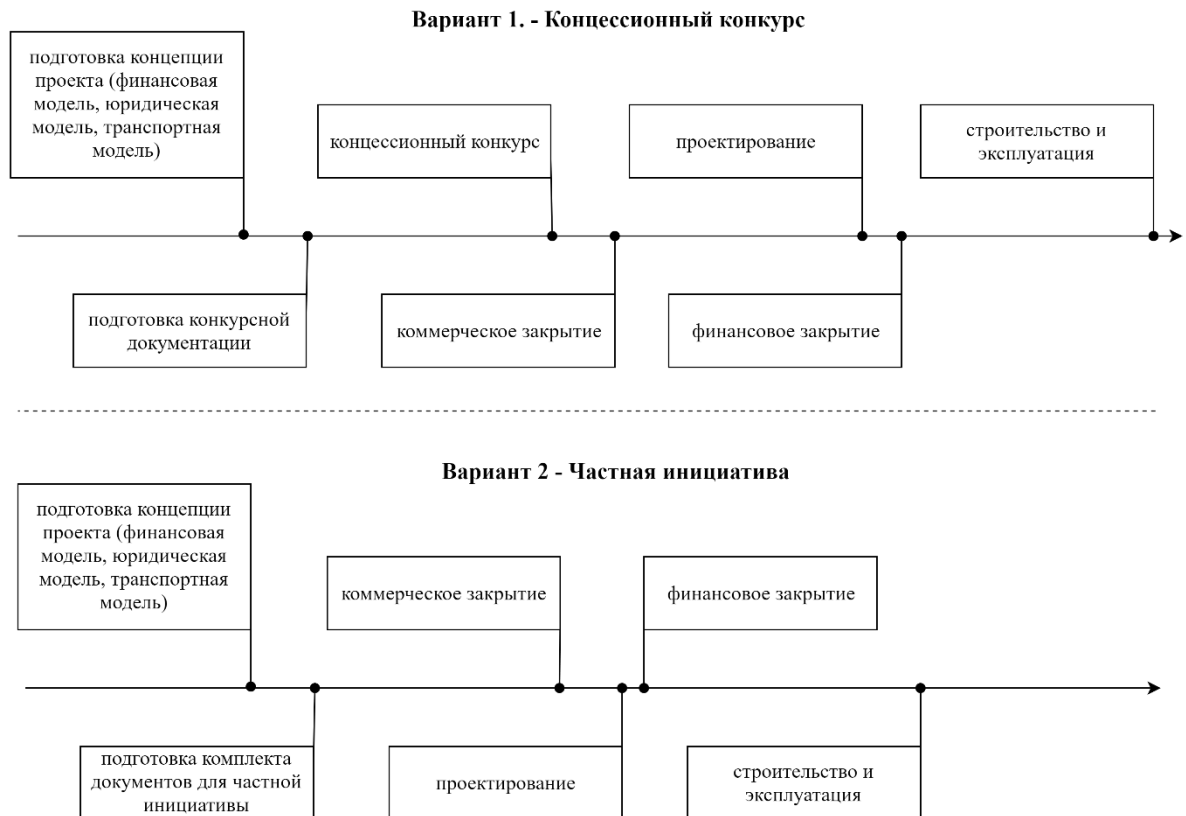 Вариант 1. - Концессионный конкурс
подготовка концепции
проекта (финансовая
модель, юридическая
модель, транспортная
модель)
концессионный конкурс
проектирование
строительство и
эксплуатация
подготовка конкурсной
документации
коммерческое закрытие
финансовое закрытие
Вариант 2 - Частная инициатива
подготовка концепции
проекта (финансовая
модель, юридическая
модель, транспортная
модель)
коммерческое закрытие
финансовое закрытие
подготовка комплекта
документов для частной
инициативы
проектирование
строительство и
эксплуатация